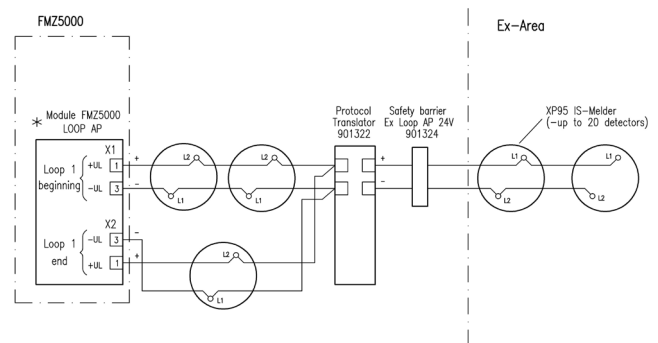 FMZ5000
Ex-Area
* Module FMZ5000
LOOP AP
Protocol
Translator
901322
Safety barrier
Ex Loop AP 24V
901324
XP95 IS-Melder
(-up to 20 detectors)
X1
Loop 1
beginning
+UL 1 +
-UL 3 -
X2
Loop 1
end
-UL 3 -
+UL 1 +
L2
L1
L2
L1
L2
L1
+
-
L1
L2
L1
L2